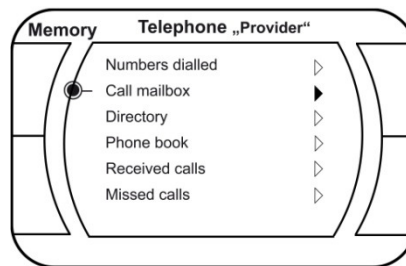 Memory
Telephone „Provider“
Numbers dialled
Call mailbox
Directory
Phone book
Received calls
Missed calls